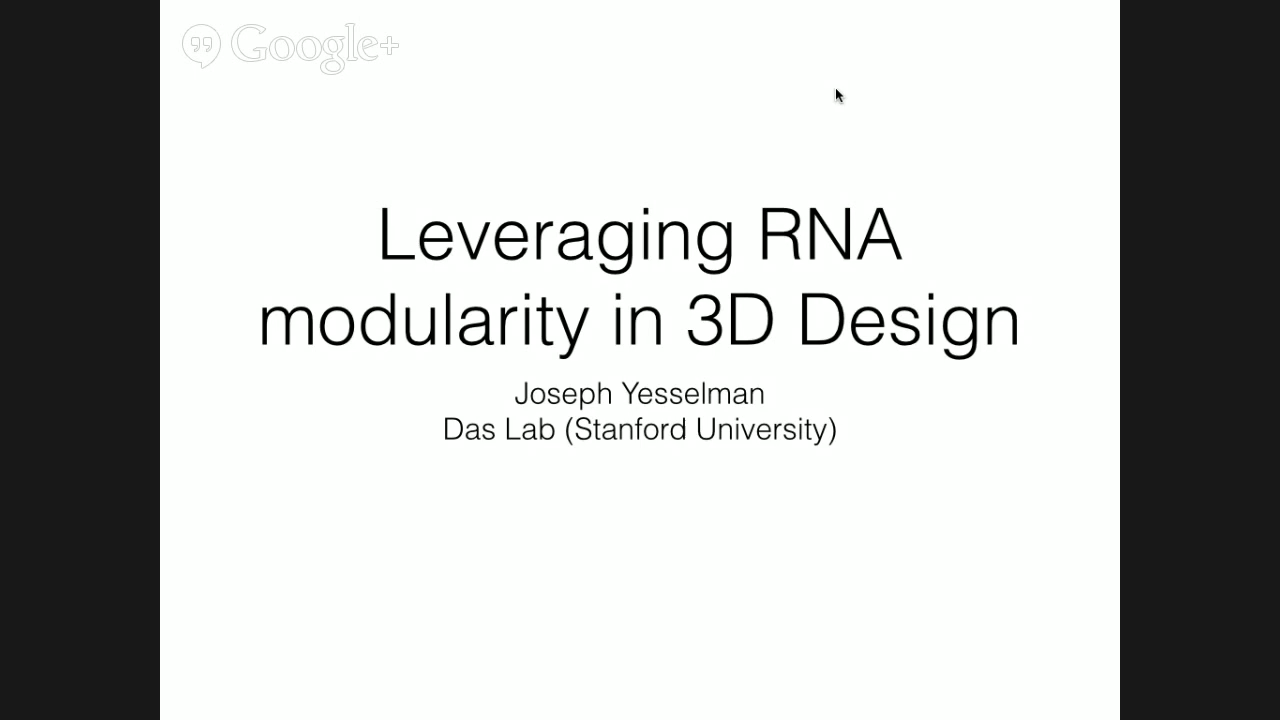 Google+
Leveraging RNA
modularity in 3D Design
Joseph Yesselman
Das Lab (Stanford University)